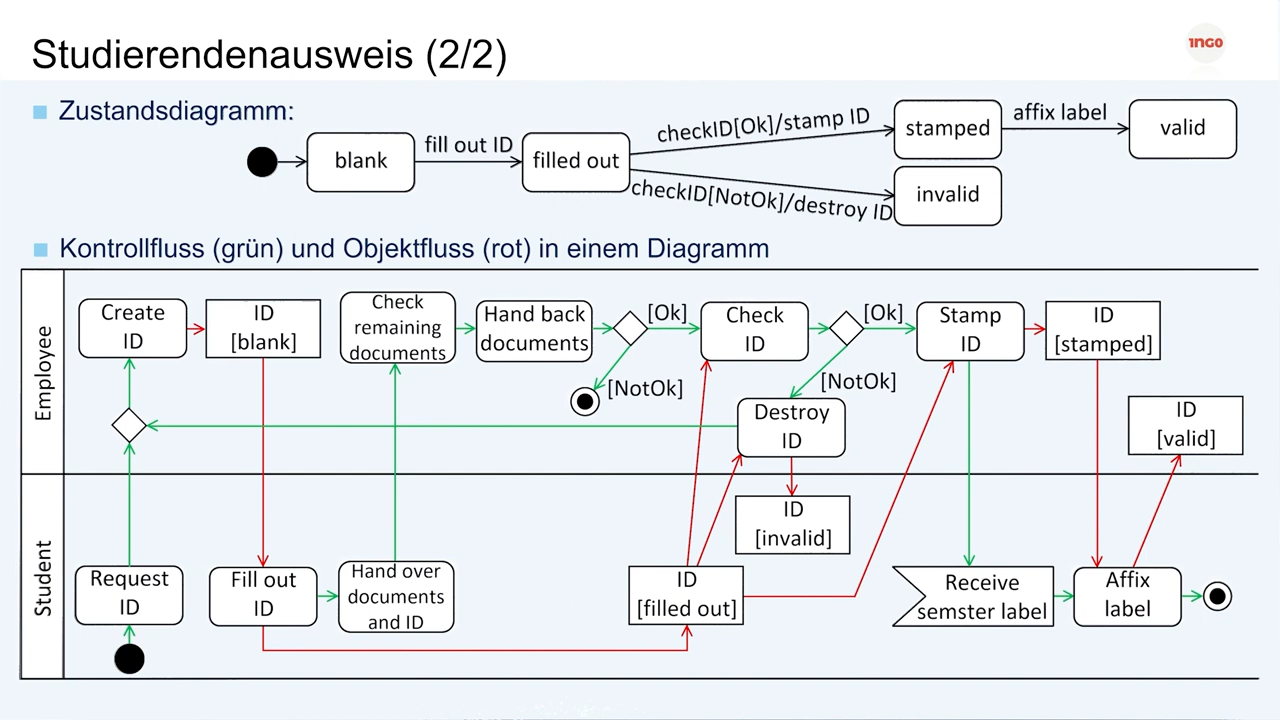 Studierendenausweis (2/2)
1NGO
Zustandsdiagramm:
blank
fill out ID
filled out
checkID[Ok]/stamp ID
checkID[NotOk]/destroy ID
stamped
affix label
valid
invalid
Kontrollfluss (grün) und Objektfluss (rot) in einem Diagramm
Employee
Create
ID
ID
[blank]
Check
remaining
documents
Hand back
documents
[Ok]
[NotOk]
Check
ID
[Ok]
[NotOk]
Destroy
ID
Stamp
ID
ID
[stamped]
ID
[valid]
Student
Request
ID
Fill out
ID
Hand over
documents
and ID
ID
[filled out]
ID
[invalid]
Receive
semster label
Affix
label